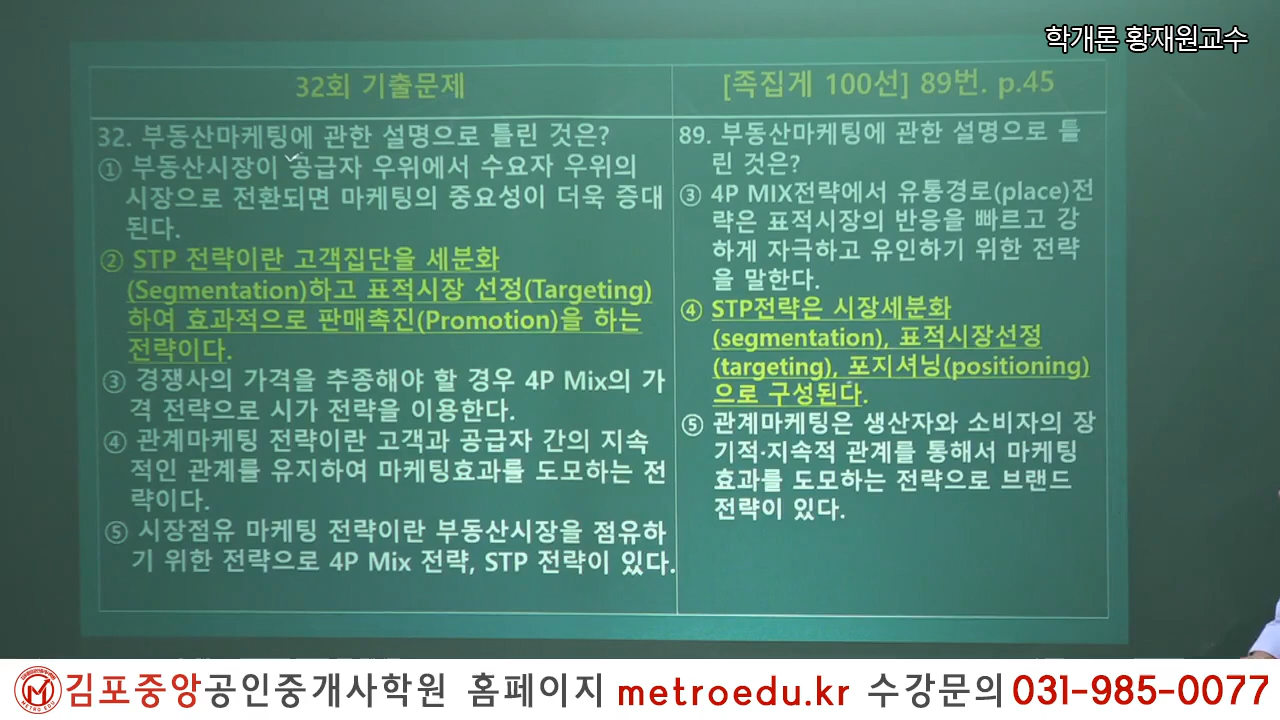 학개론 황재원교수
32회 기출문제
32. 부동산마케팅에 관한 설명으로 틀린 것은?
① 부동산시장이 공급자 우위에서 수요자 우위의
시장으로 전환되면 마케팅의 중요성이 더욱 증대
된다.
② STP 전략이란 고객집단을 세분화
(Segmentation)하고 표적시장 선정(Targeting)
하여 효과적으로 판매촉진(Promotion)을 하는
전략이다.
③ 경쟁사의 가격을 추종해야 할 경우 4P Mix의 가
격 전략으로 시가 전략을 이용한다.
④ 관계마케팅 전략이란 고객과 공급자 간의 지속
적인 관계를 유지하여 마케팅효과를 도모하는 전
략이다.
⑤ 시장점유 마케팅 전략이란 부동산시장을 점유하
기 위한 전략으로 4P Mix 전략, STP 전략이 있다.
[족집게 100선] 89번. p.45
89. 부동산마케팅에 관한 설명으로 틀
린 것은?
③ 4P MIX전략에서 유통경로(place)전
략은 표적시장의 반응을 빠르고 강
하게 자극하고 유인하기 위한 전략
을 말한다.
④ STP전략은 시장세분화
(segmentation), 표적시장선정
(targeting), 포지셔닝(positioning)
으로 구성된다.
⑤ 관계마케팅은 생산자와 소비자의 장
기적·지속적 관계를 통해서 마케팅
효과를 도모하는 전략으로 브랜드
전략이 있다.
METRO EDU
김포중앙공인중개사학원 홈페이지 metroedu.kr 수강문의 031-985-0077